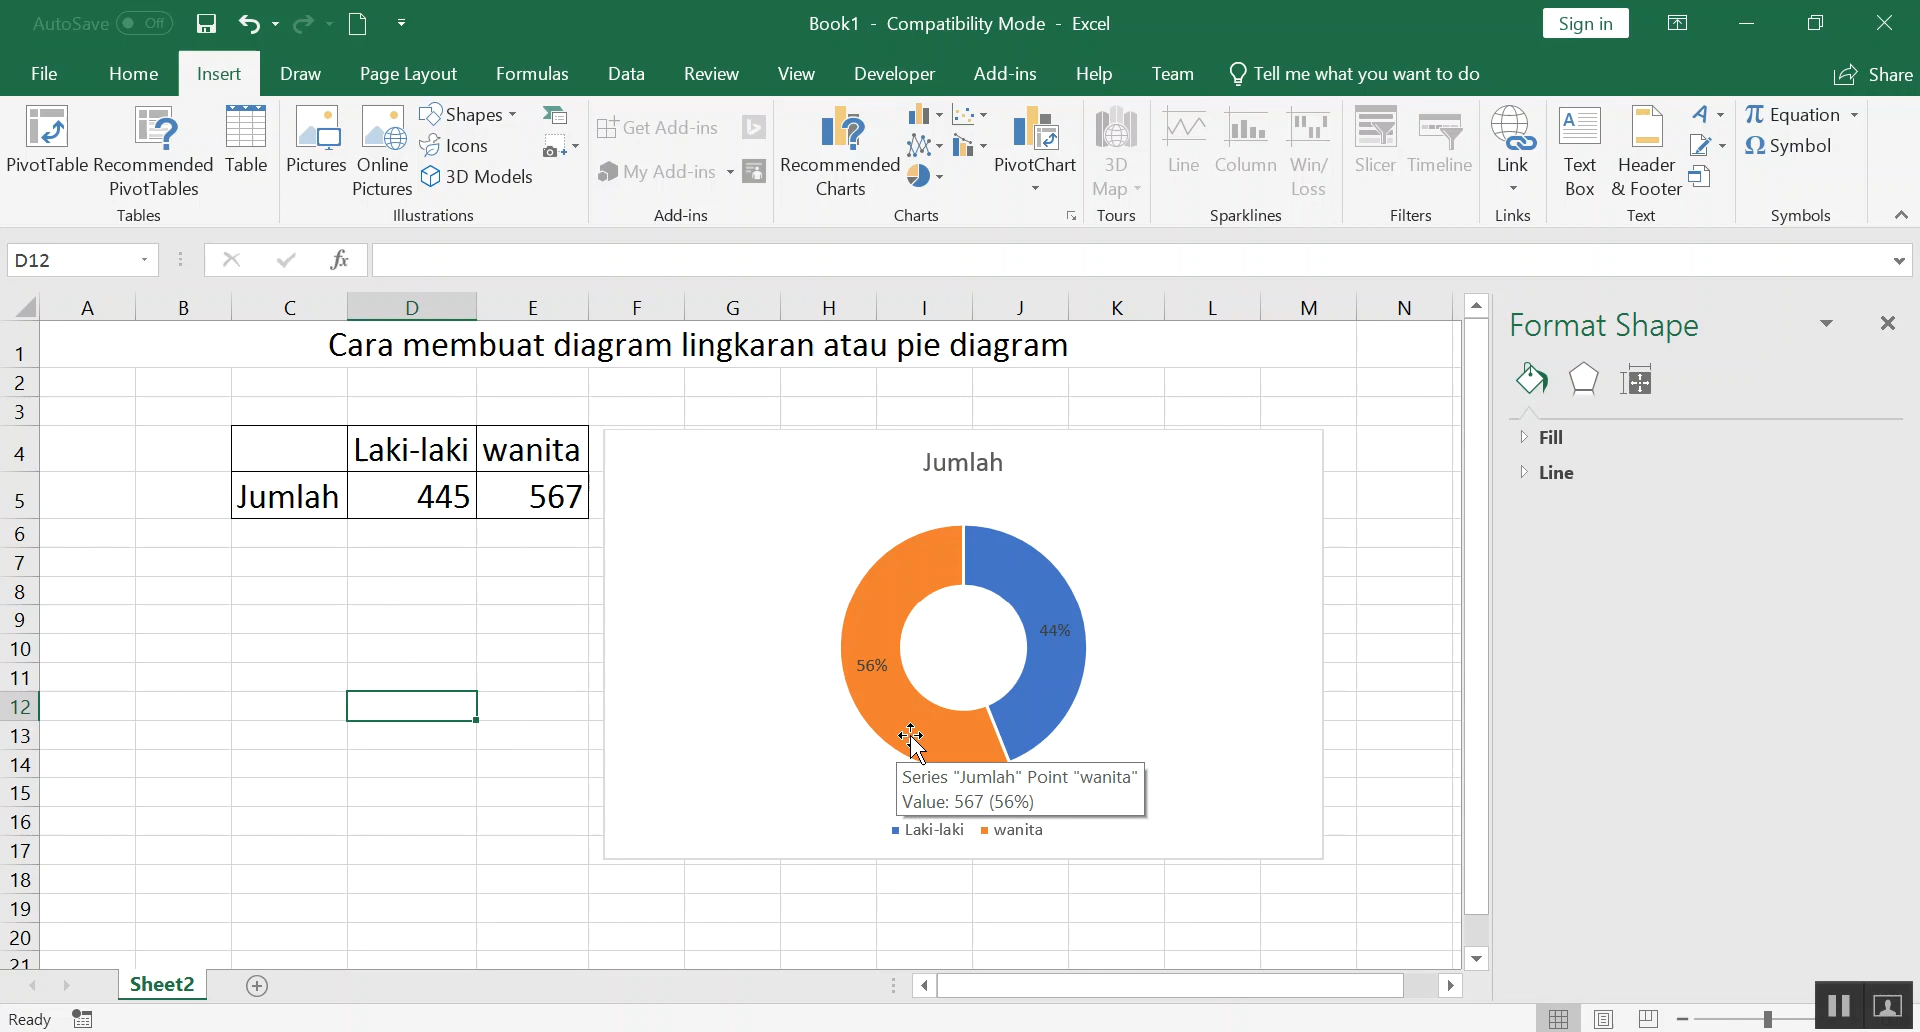 AutoSave Off
Book1 - Compatibility Mode - Excel
Sign in
File Home Insert Draw Page Layout Formulas Data Review View Developer Add-ins Help Team Tell me what you want to do Share
PivotTable
Recommended
PivotTables
Table
Tables
Pictures
Online
Pictures
Shapes
Icons
3D Models
Illustrations
Get Add-ins
My Add-ins
Add-ins
Recommended
Charts
PivotChart
Charts
3D
Map
Tours
Line
Column
Win/
Loss
Sparklines
Slicer
Timeline
Filters
Link
Links
Text
Box
Header
& Footer
Text
π Equation
Ω Symbol
Symbols
D12
fx
A B C D E F G H I J K L M N
1 Cara membuat diagram lingkaran atau pie diagram
2
3
4 Laki-laki wanita
5 Jumlah 445 567
6
7
8
9
10
11
12
13
14
15
16
17
18
19
20
21
Jumlah
44%
56%
Series "Jumlah" Point "wanita"
Value: 567 (56%)
Laki-laki wanita
Format Shape
Fill
Line
Sheet2
Ready